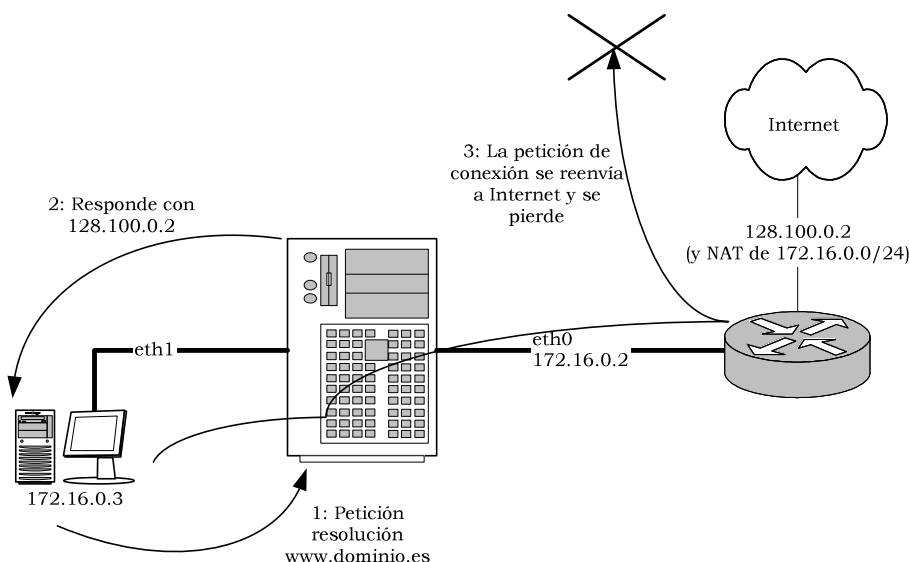 Internet
3: La petición de
conexión se reenvía
a Internet y se
pierde
2: Responde con
128.100.0.2
128.100.0.2
(y NAT de 172.16.0.0/24)
eth1
eth0
172.16.0.2
172.16.0.3
1: Petición
resolución
www.dominio.es